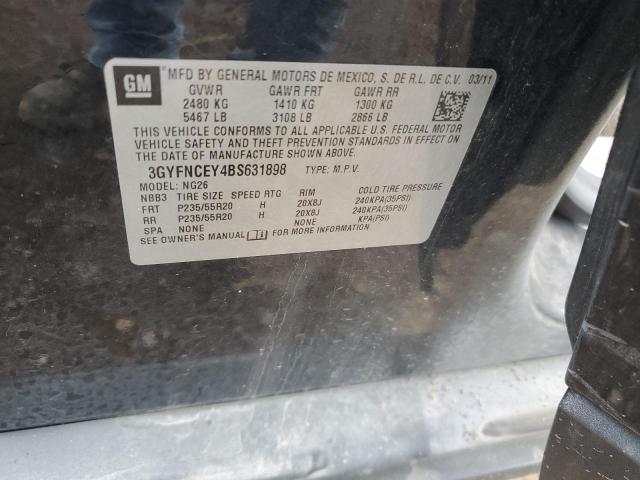 GM
*MFD BY GENERAL MOTORS DE MEXICO, S. DE R.L. DE C.V. 03/11
GVWR GAWR FRT GAWR RR
2480 KG 1410 KG 1300 KG
5467 LB 3108 LB 2866 LB
THIS VEHICLE CONFORMS TO ALL APPLICABLE U.S. FEDERAL MOTOR
VEHICLE SAFETY AND THEFT PREVENTION STANDARDS IN EFFECT ON THE
DATE OF MANUFACTURE SHOWN ABOVE.
3GYFNCEY4BS631898 TYPE: M.P.V.
MODEL: NG26
NBB3 TIRE SIZE SPEED RTG RIM COLD TIRE PRESSURE
FRT P235/55R20 H 20X8J 240KPA(35PSI)
RR P235/55R20 H 20X8J 240KPA(35PSI)
SPA NONE NONE KPA(PSI)
SEE OWNER'S MANUAL FOR MORE INFORMATION.